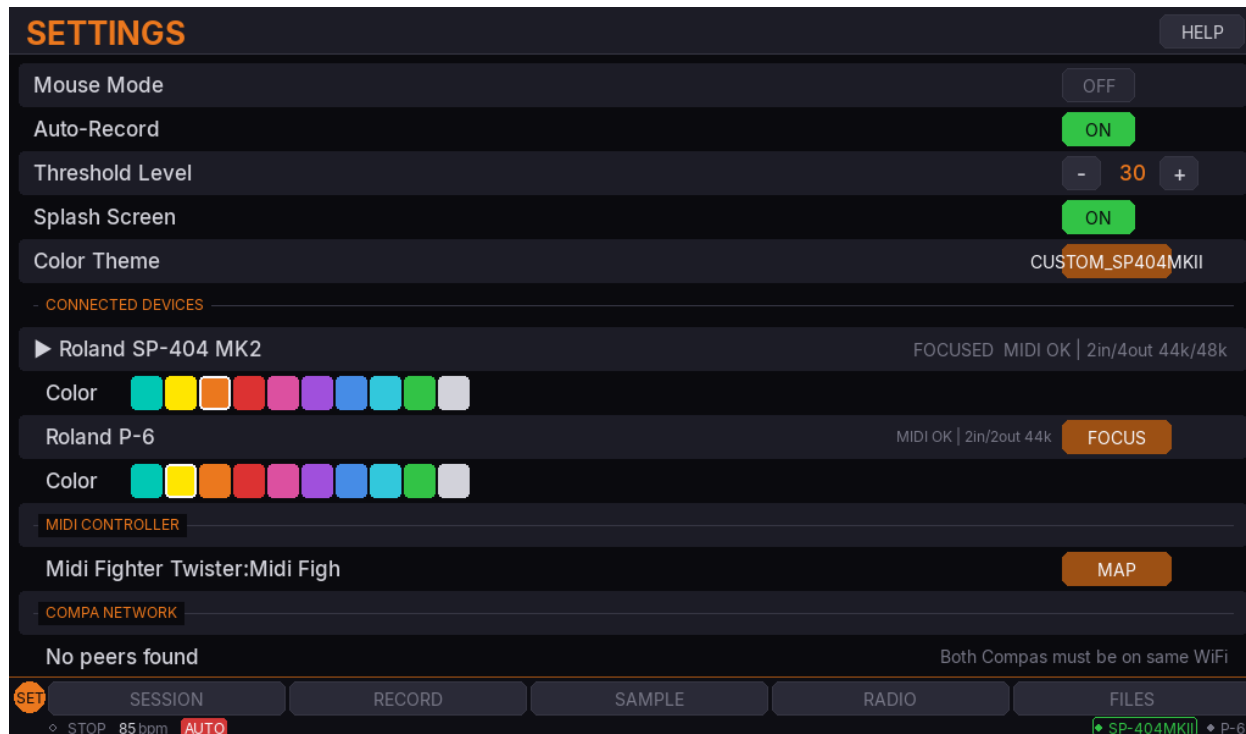 SETTINGS HELP
Mouse Mode OFF
Auto-Record ON
Threshold Level - 30 +
Splash Screen ON
Color Theme CUSTOM_SP404MKII
CONNECTED DEVICES
▶ Roland SP-404 MK2 FOCUSED MIDI OK | 2in/4out 44k/48k
Color
Roland P-6 MIDI OK | 2in/2out 44k FOCUS
Color
MIDI CONTROLLER
Midi Fighter Twister:Midi Figh MAP
COMPA NETWORK
No peers found Both Compas must be on same WiFi
SET SESSION RECORD SAMPLE RADIO FILES
◇ STOP 85 bpm AUTO ◆ SP-404MKII ◆ P-6